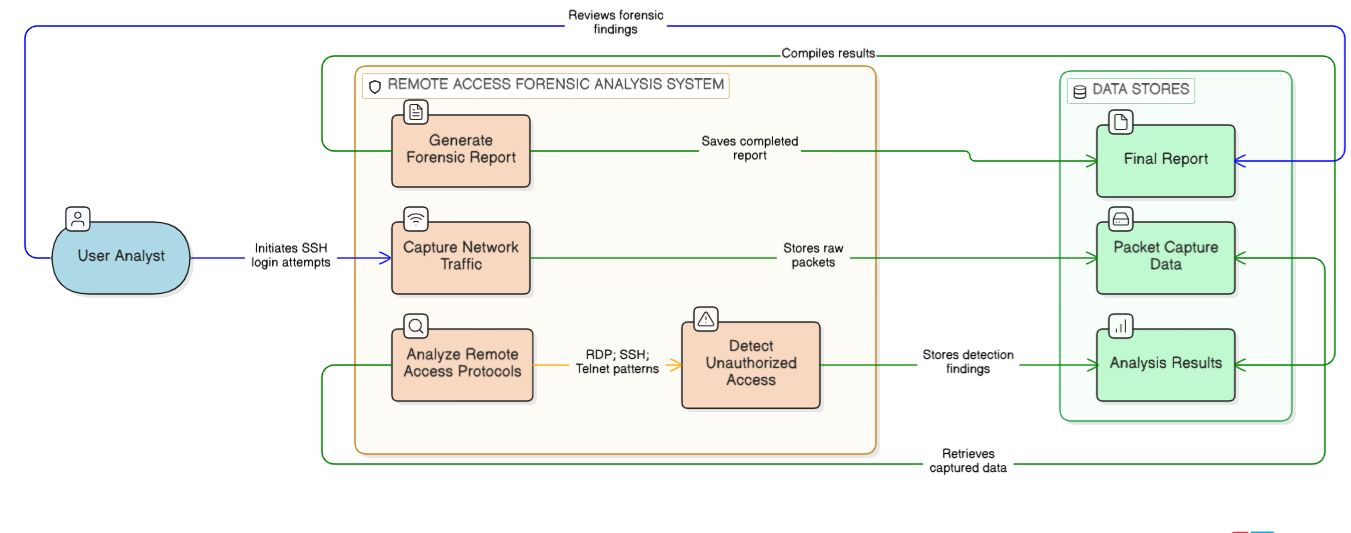 Reviews forensic
findings
Compiles results
REMOTE ACCESS FORENSIC ANALYSIS SYSTEM
DATA STORES
Generate
Forensic Report
Saves completed
report
Final Report
User Analyst
Initiates SSH
login attempts
Capture Network
Traffic
Stores raw
packets
Packet Capture
Data
Analyze Remote
Access Protocols
RDP; SSH;
Telnet patterns
Detect
Unauthorized
Access
Stores detection
findings
Analysis Results
Retrieves
captured data